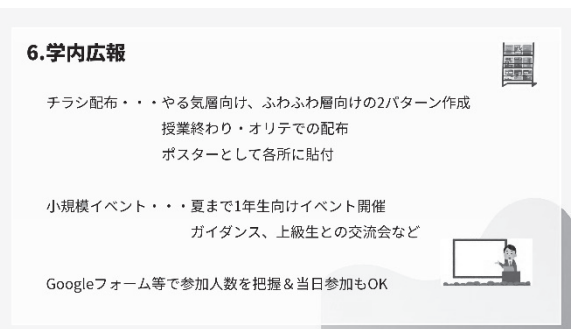 6.学内広報
チラシ配布・・・やる気層向け、ふわふわ層向けの2パターン作成
授業終わり・オリテでの配布
ポスターとして各所に貼付
小規模イベント・・・夏まで1年生向けイベント開催
ガイダンス、上級生との交流会など
Googleフォーム等で参加人数を把握＆当日参加もOK